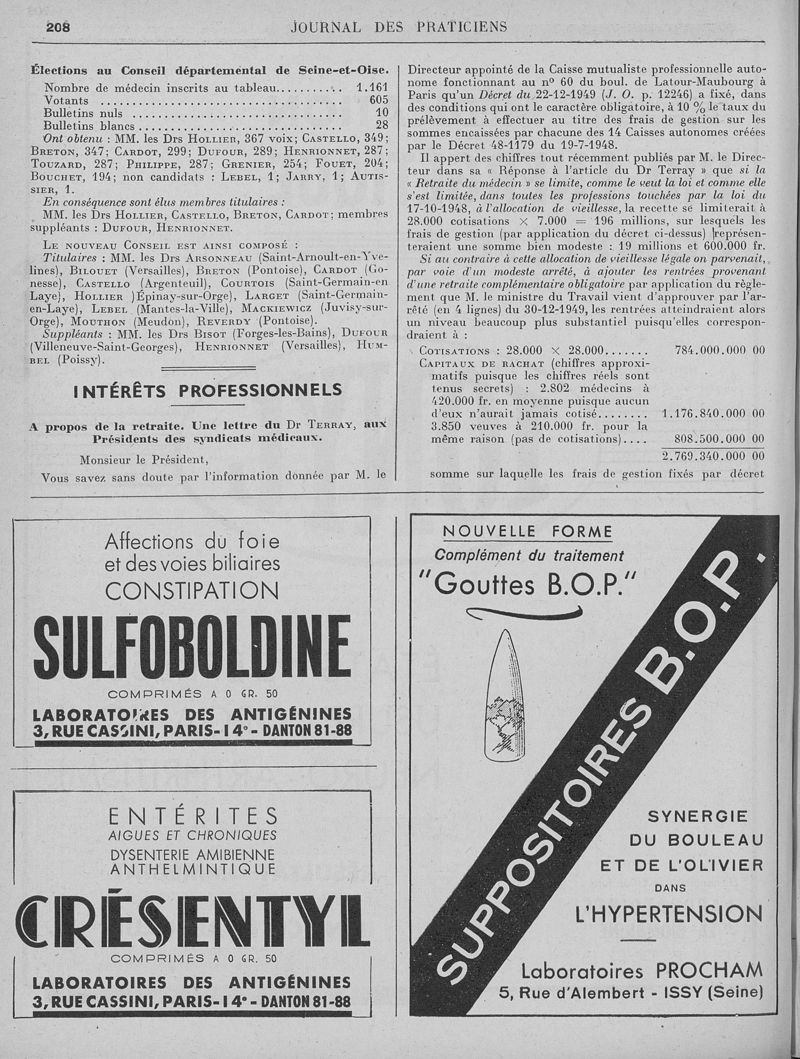 208
JOURNAL DES PRATICIENS
Élections au Conseil départemental de Seine-et-Oise.
Nombre de médecin inscrits au tableau.......... 1.161
Votants .................................... 605
Bulletins nuls .............................. 10
Bulletins blancs ............................. 28
Ont obtenu : MM. les Drs HOLLIER, 367 voix; CASTELLO, 349;
BRETON, 347; CARDOT, 299; DUFOUR, 289; HENRIONNET, 287;
TOUZARD, 287; PHILIPPE, 287; GRENIER, 254; FOUET, 204;
BOUCHET, 194; non candidats : LEBEL, 1; JARRY, 1; AUTIS-
SIER, 1.
En conséquence sont élus membres titulaires :
MM. les Drs HOLLIER, CASTELLO, BRETON, CARDOT; membres
suppléants : DUFOUR, HENRIONNET.
LE NOUVEAU CONSEIL EST AINSI COMPOSÉ :
Titulaires : MM. les Drs ARSONNEAU (Saint-Arnoult-en-Yve-
lines), BILOUET (Versailles), BRETON (Pontoise), CARDOT (Go-
nesse), CASTELLO (Argenteuil), COURTOIS (Saint-Germain-en
Laye), HOLLIER )Épinay-sur-Orge), LARGET (Saint-Germain-
en-Laye), LEBEL (Mantes-la-Ville), MACKIEWICZ (Juvisy-sur-
Orge), MOUTHON (Meudon), REVERDY (Pontoise).
Suppléants : MM. les Drs BISOT (Forges-les-Bains), DUFOUR
(Villeneuve-Saint-Georges), HENRIONNET (Versailles), HUM-
BEL (Poissy).
INTÉRÊTS PROFESSIONNELS
A propos de la retraite. Une lettre du Dr TERRAY, aux
Présidents des syndicats médicaux.
Monsieur le Président,
Vous savez sans doute par l'information donnée par M. le
Directeur appointé de la Caisse mutualiste professionnelle auto-
nome fonctionnant au nº 60 du boul. de Latour-Maubourg à
Paris qu'un Décret du 22-12-1949 (J. O. p. 12246) a fixé, dans
des conditions qui ont le caractère obligatoire, à 10 % le taux du
prélèvement à effectuer au titre des frais de gestion sur les
sommes encaissées par chacune des 14 Caisses autonomes créées
par le Décret 48-1179 du 19-7-1948.
Il appert des chiffres tout récemment publiés par M. le Direc-
teur dans sa « Réponse à l'article du Dr Terray » que si la
« Retraite du médecin » se limite, comme le veut la loi et comme elle
s'est limitée, dans toutes les professions touchées par la loi du
17-10-1948, à l'allocation de vieillesse, la recette se limiterait à
28.000 cotisations × 7.000 = 196 millions, sur lesquels les
frais de gestion (par application du décret ci-dessus) représen-
teraient une somme bien modeste : 19 millions et 600.000 fr.
Si au contraire à cette allocation de vieillesse légale on parvenait,
par voie d'un modeste arrêté, à ajouter les rentrées provenant
d'une retraite complémentaire obligatoire par application du règle-
ment que M. le ministre du Travail vient d'approuver par l'ar-
rêté (en 4 lignes) du 30-12-1949, les rentrées atteindraient alors
un niveau beaucoup plus substantiel puisqu'elles correspon-
draient à :
COTISATIONS : 28.000 × 28.000....... 784.000.000 00
CAPITAUX DE RACHAT (chiffres approxi-
matifs puisque les chiffres réels sont
tenus secrets) : 2.802 médecins à
420.000 fr. en moyenne puisque aucun
d'eux n'aurait jamais cotisé........ 1.176.840.000 00
3.850 veuves à 210.000 fr. pour la
même raison (pas de cotisations).... 808.500.000 00
2.769.340.000 00
somme sur laquelle les frais de gestion fixés par décret
Affections du foie
et des voies biliaires
CONSTIPATION
SULFOBOLDINE
COMPRIMÉS A 0 GR. 50
LABORATOIRES DES ANTIGÉNINES
3, RUE CASSINI, PARIS-14e - DANTON 81-88
ENTÉRITES
AIGUES ET CHRONIQUES
DYSENTERIE AMIBIENNE
ANTHELMINTIQUE
CRÉSENTYL
COMPRIMÉS A 0 GR. 50
LABORATOIRES DES ANTIGÉNINES
3, RUE CASSINI, PARIS-14e - DANTON 81-88
NOUVELLE FORME
Complément du traitement
"Gouttes B.O.P."
SUPPOSITOIRES B.O.P.
SYNERGIE
DU BOULEAU
ET DE L'OLIVIER
DANS
L'HYPERTENSION
Laboratoires PROCHAM
5, Rue d'Alembert - ISSY (Seine)